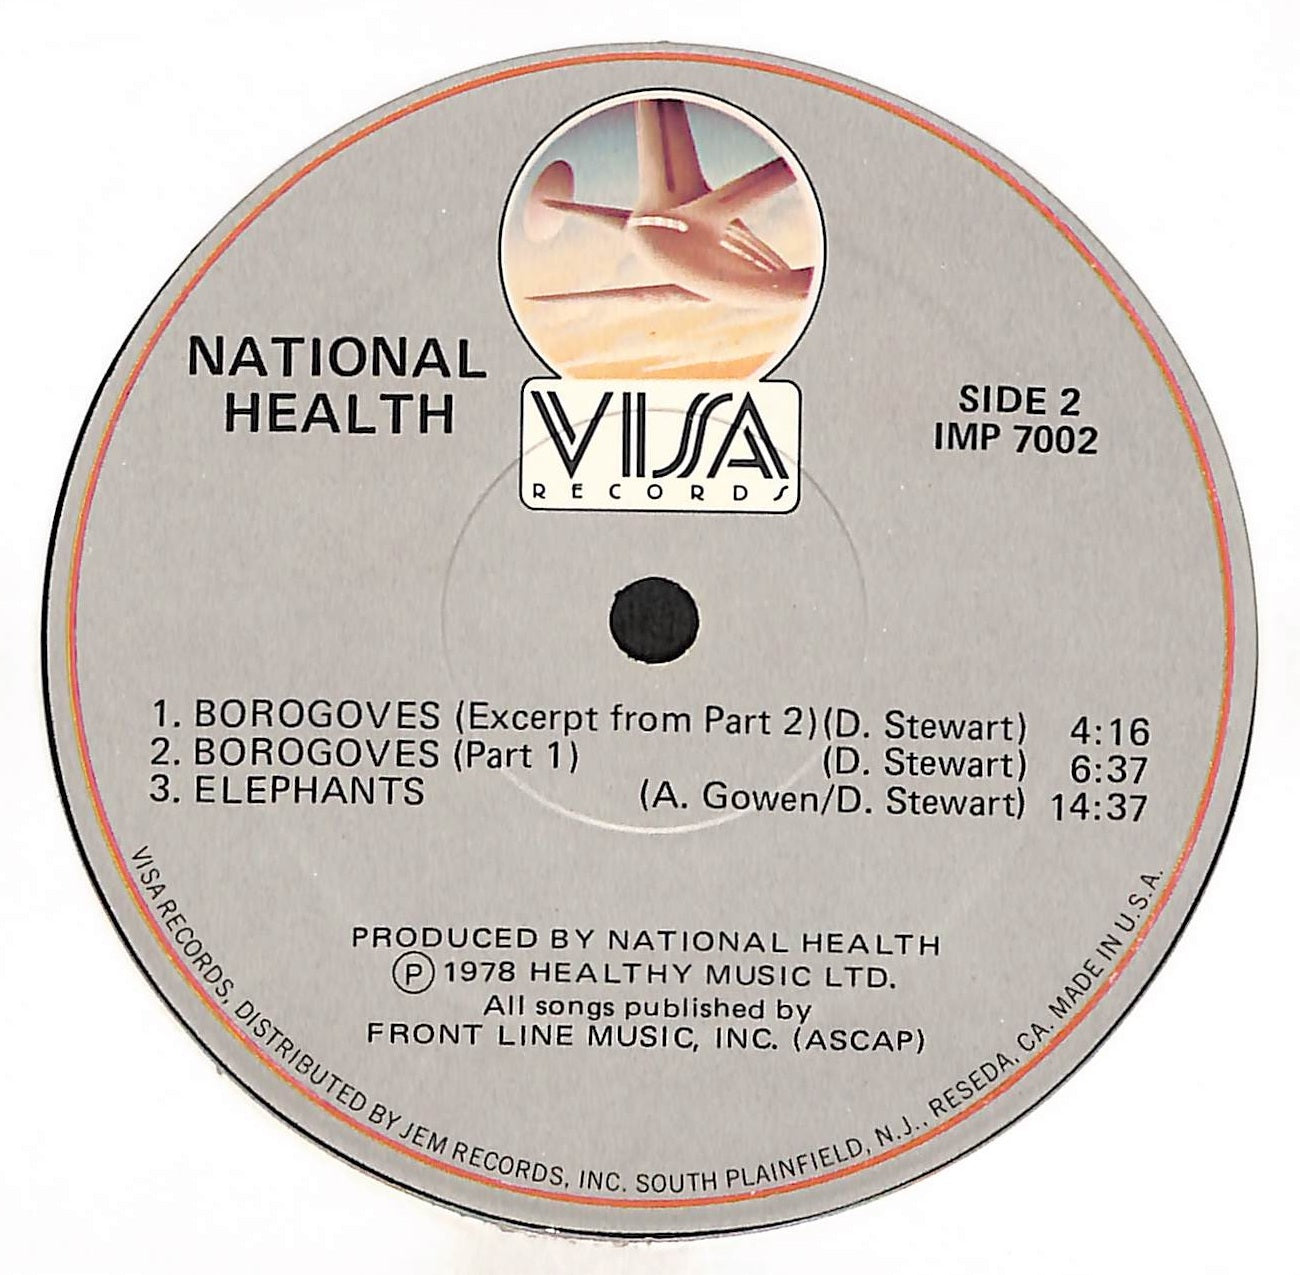 VISA
RECORDS
NATIONAL
HEALTH
SIDE 2
IMP 7002
1. BOROGOVES (Excerpt from Part 2)(D. Stewart) 4:16
2. BOROGOVES (Part 1) (D. Stewart) 6:37
3. ELEPHANTS (A. Gowen/D. Stewart) 14:37
PRODUCED BY NATIONAL HEALTH
Ⓟ 1978 HEALTHY MUSIC LTD.
All songs published by
FRONT LINE MUSIC, INC. (ASCAP)
VISA RECORDS, DISTRIBUTED BY JEM RECORDS, INC. SOUTH PLAINFIELD, N.J., RESEDA, CA. MADE IN U.S.A.